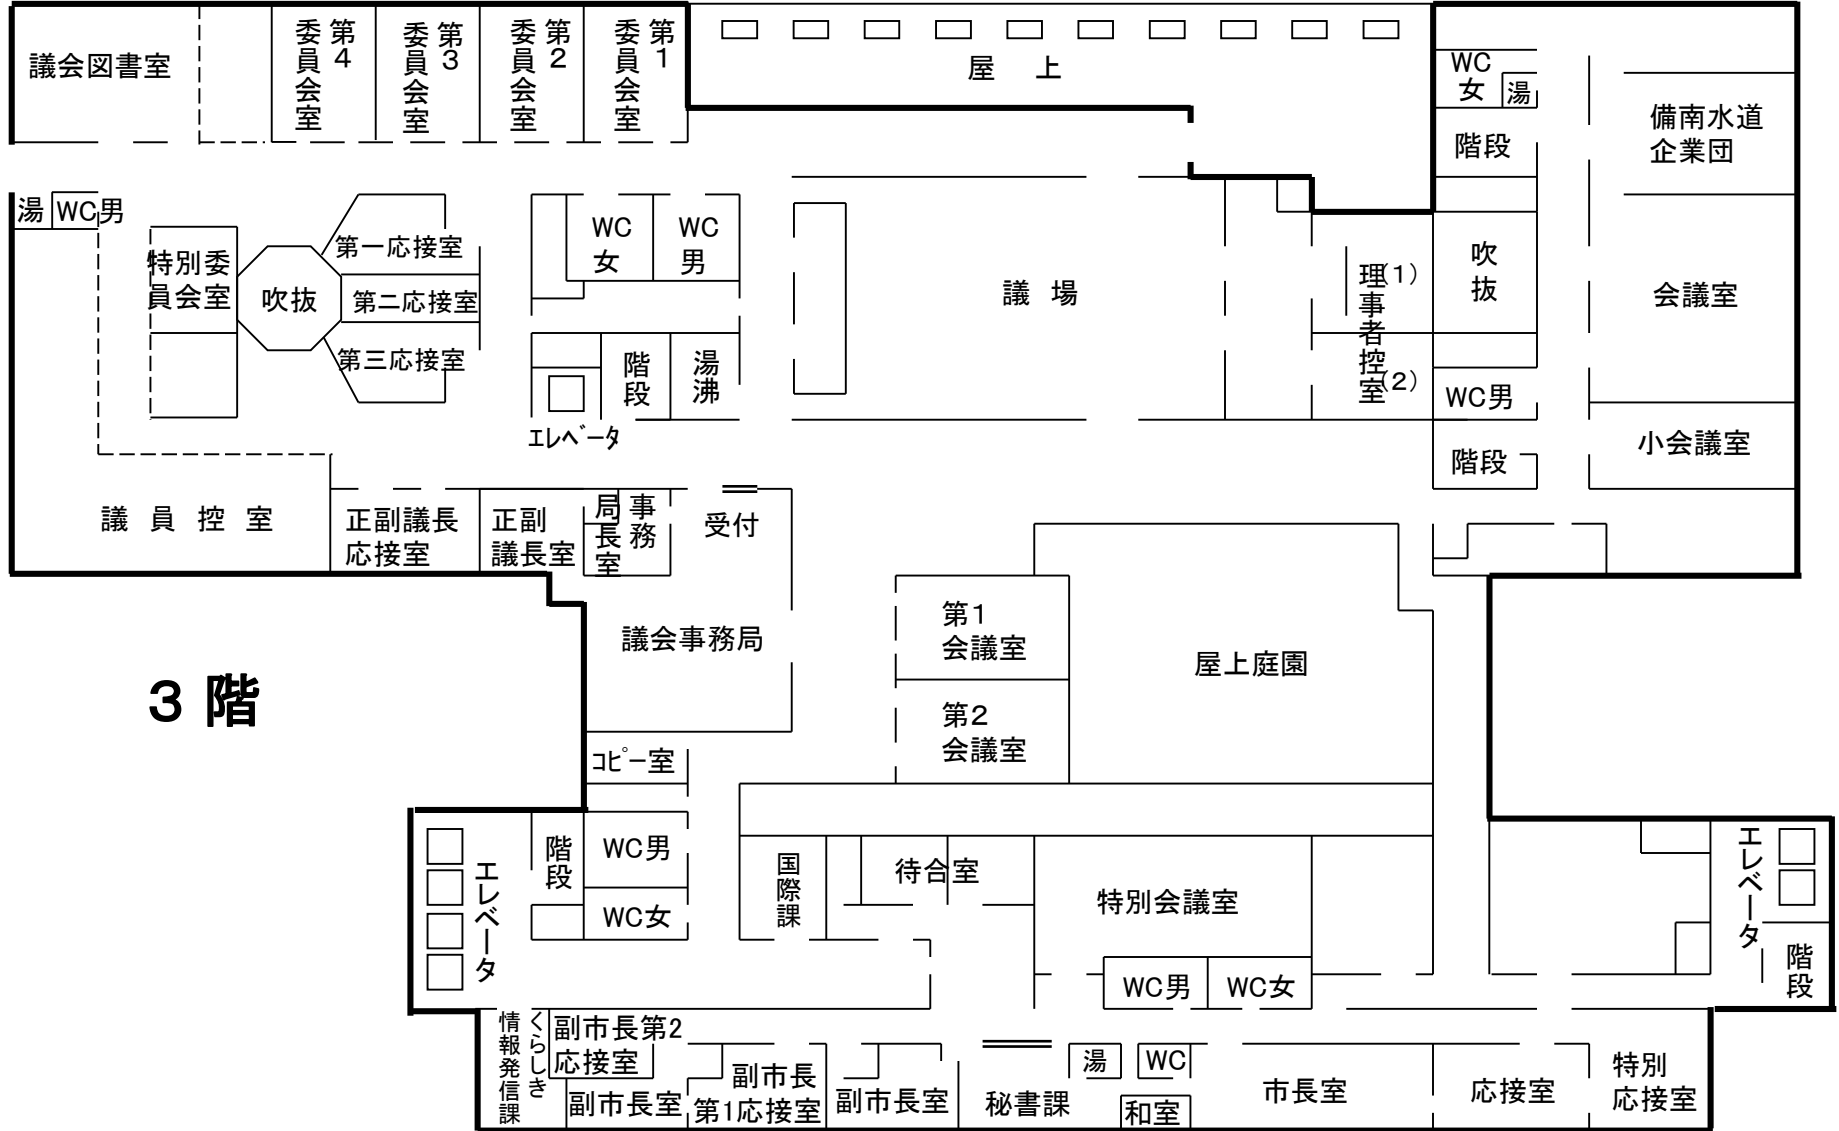 議会図書室
第4
委員会室
第3
委員会室
第2
委員会室
第1
委員会室
屋 上
WC
女
湯
階段
備南水道
企業団
湯
WC男
特別委
員会室
吹抜
第一応接室
第二応接室
第三応接室
WC
女
WC
男
階段
湯沸
エレベータ
議 場
理事者控室
(1)
(2)
吹抜
会議室
WC男
階段
小会議室
議 員 控 室
正副議長
応接室
正副
議長室
事務
局長室
受付
議会事務局
第1
会議室
第2
会議室
屋上庭園
3 階
コピー室
エレベータ
階段
WC男
WC女
国際課
待合室
特別会議室
WC男
WC女
エレベータ
階段
くらしき
情報発信課
副市長第2
応接室
副市長室
副市長
第1応接室
副市長室
秘書課
湯
WC
和室
市長室
応接室
特別
応接室